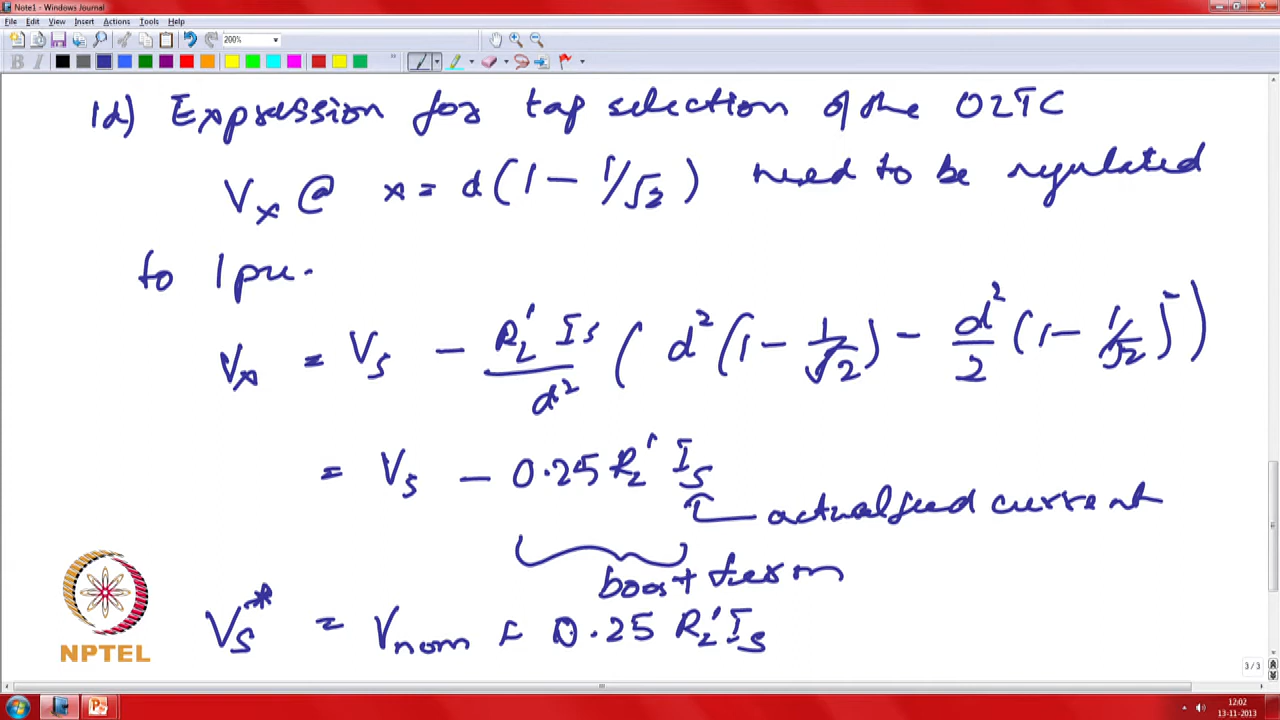 Note1 - Windows Journal
File Edit View Insert Actions Tools Help
200%
1d) Expression for tap selection of the OLTC
Vx @ x = d(1 - 1/√2) need to be regulated
to 1pu.
Vx = Vs - RL' Is / d² ( d²(1 - 1/√2) - d²/2 (1 - 1/√2)² )
= Vs - 0.25 RL' Is
actual feed current
boost term
Vs* = Vnom + 0.25 RL' Is
NPTEL
3/3
12:02
13-11-2013